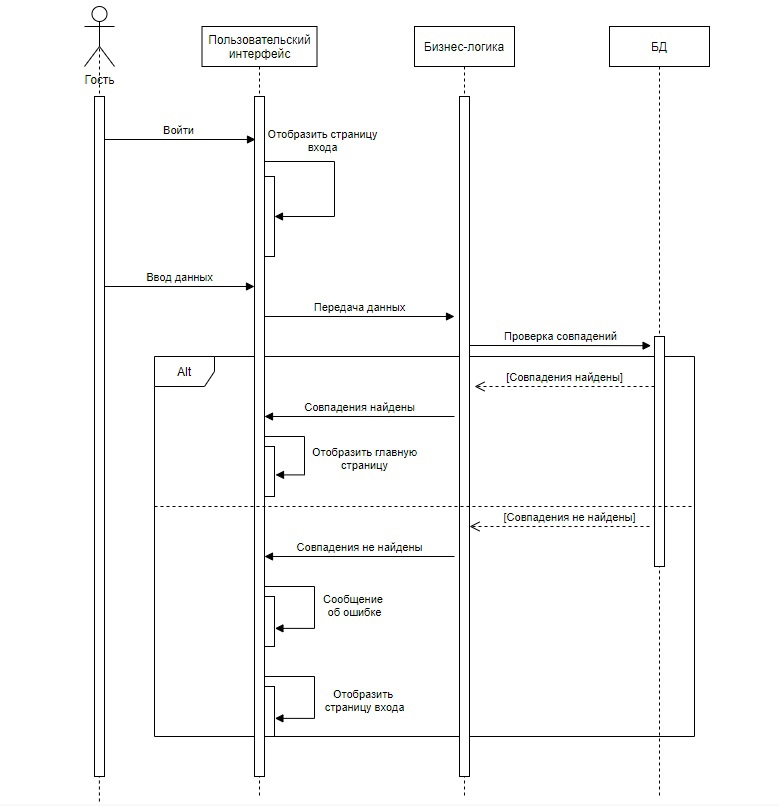 Гость
Пользовательский
интерфейс
Бизнес-логика
БД
Войти
Отобразить страницу
входа
Ввод данных
Передача данных
Проверка совпадений
Alt
[Совпадения найдены]
Совпадения найдены
Отобразить главную
страницу
[Совпадения не найдены]
Совпадения не найдены
Сообщение
об ошибке
Отобразить
страницу входа